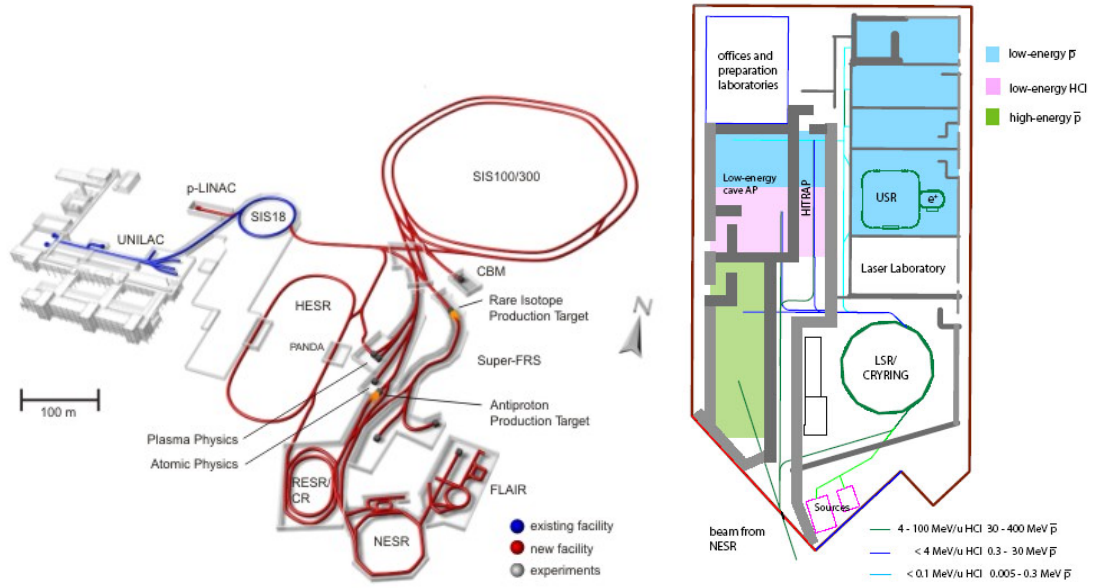 p-LINAC
SIS18
UNILAC
SIS100/300
CBM
HESR
PANDA
Rare Isotope
Production Target
Super-FRS
N
100 m
Antiproton
Production Target
Plasma Physics
Atomic Physics
RESR/
CR
FLAIR
NESR
existing facility
new facility
experiments
offices and
preparation
laboratories
low-energy p̅
low-energy HCI
high-energy p̅
Low-energy
cave AP
HITRAP
USR
e⁺
Laser Laboratory
LSR/
CRYRING
Sources
beam from
NESR
4 - 100 MeV/u HCI 30 - 400 MeV p̅
< 4 MeV/u HCI 0.3 - 30 MeV p̅
< 0.1 MeV/u HCI 0.005 - 0.3 MeV p̅